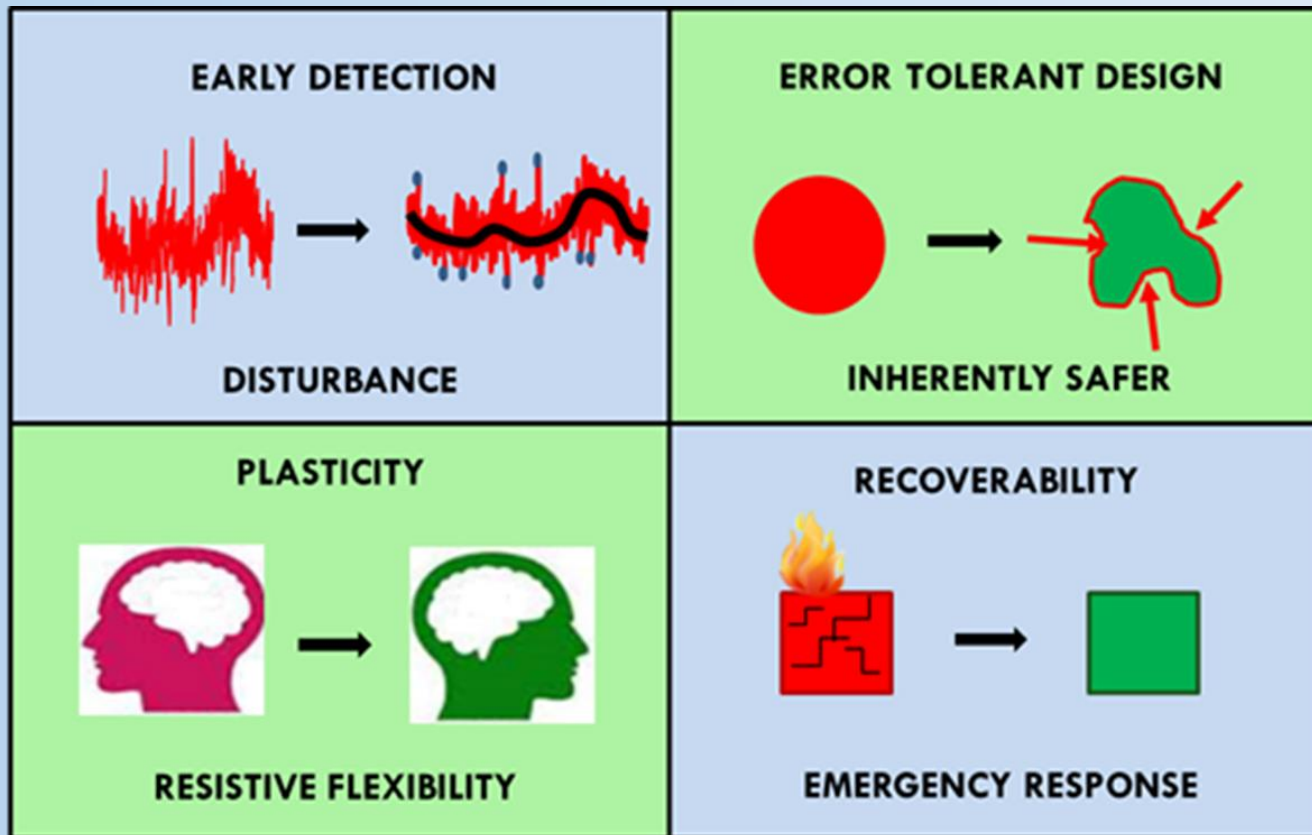 EARLY DETECTION
DISTURBANCE
ERROR TOLERANT DESIGN
INHERENTLY SAFER
PLASTICITY
RESISTIVE FLEXIBILITY
RECOVERABILITY
EMERGENCY RESPONSE